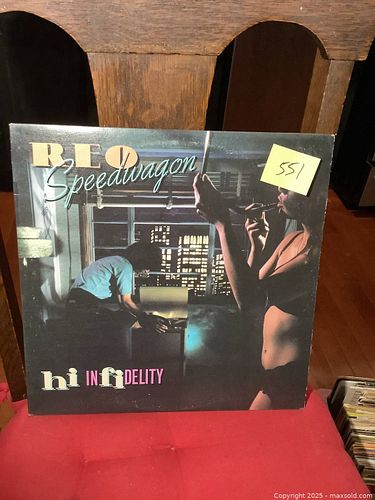 REO
Speedwagon
551
hi INfiDELITY
Copyright © 2025 - maxsold.com